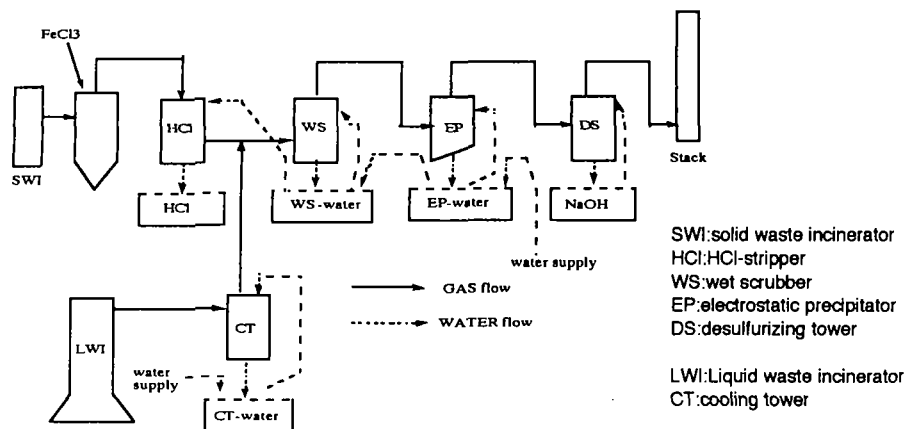 FeCl3
SWI
HCl
HCl
WS
WS-water
EP
EP-water
DS
NaOH
Stack
water supply
GAS flow
WATER flow
LWI
CT
water
supply
CT-water
SWI:solid waste incinerator
HCl:HCl-stripper
WS:wet scrubber
EP:electrostatic precipitator
DS:desulfurizing tower
LWI:Liquid waste incinerator
CT:cooling tower